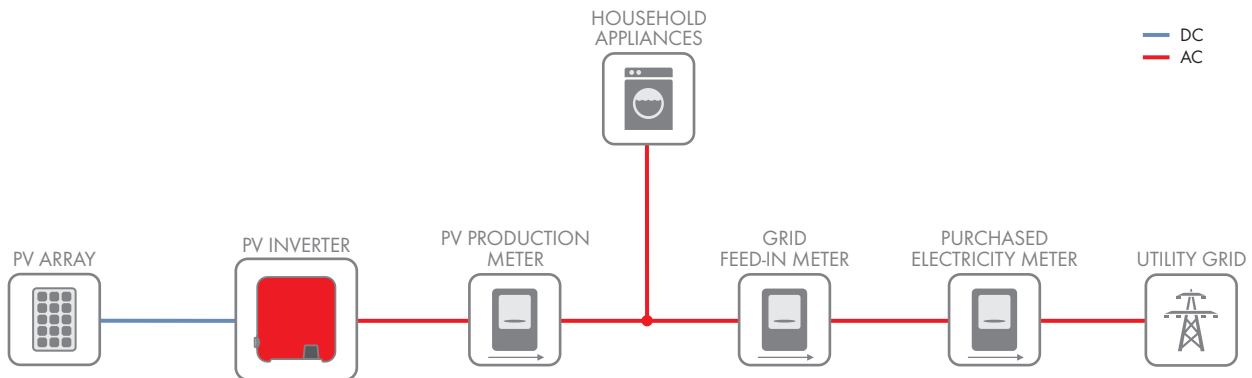 HOUSEHOLD
APPLIANCES
DC
AC
PV ARRAY
PV INVERTER
PV PRODUCTION
METER
GRID
FEED-IN METER
PURCHASED
ELECTRICITY METER
UTILITY GRID